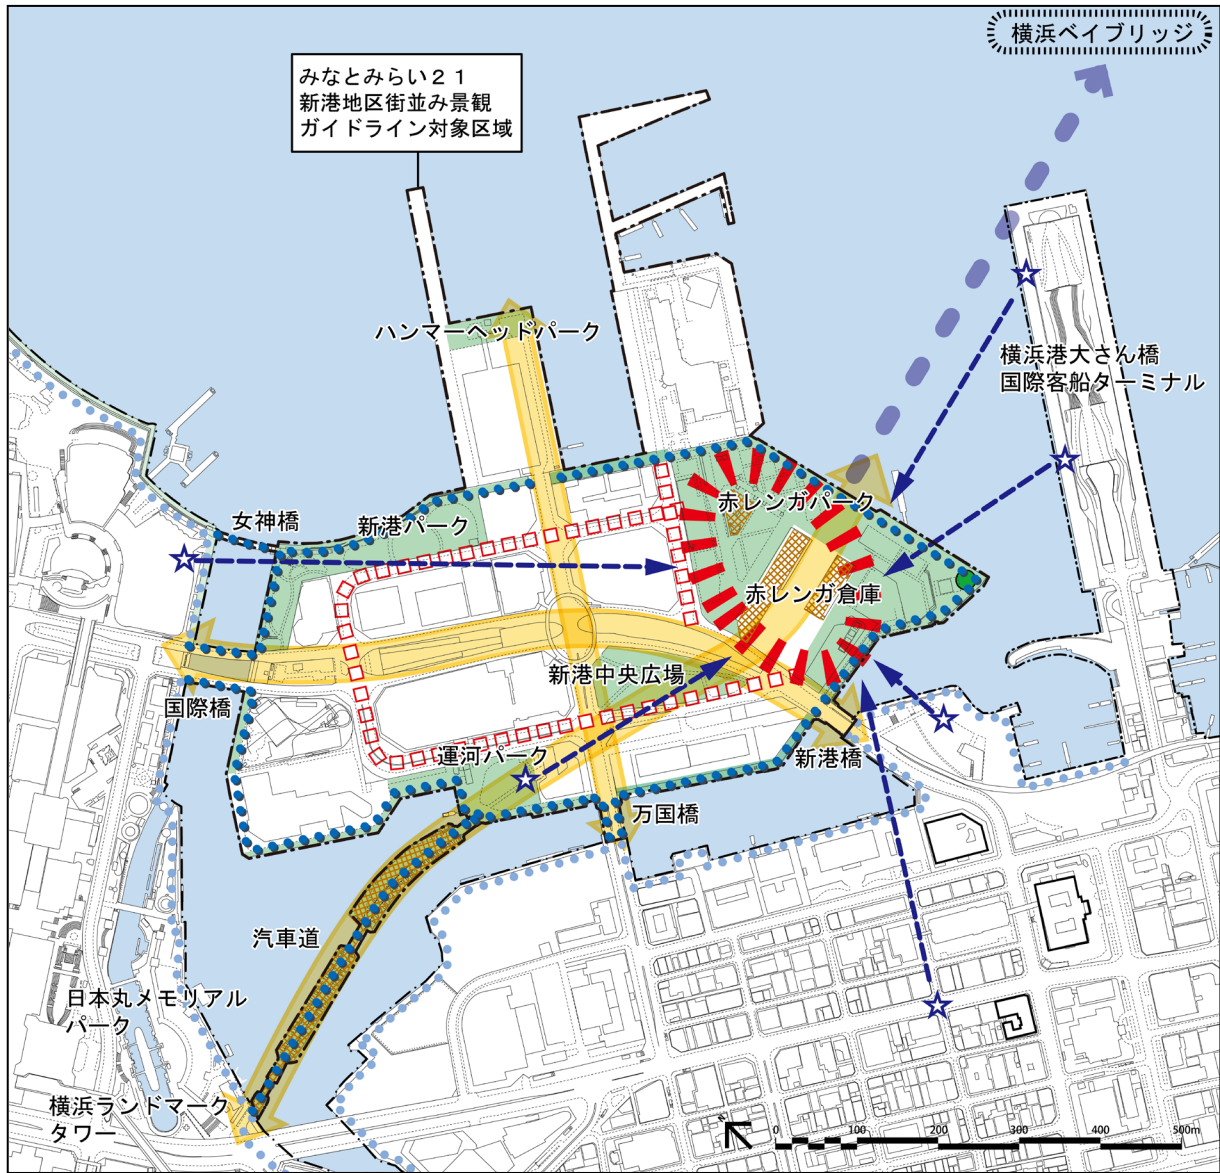 横浜ベイブリッジ
みなとみらい２１
新港地区街並み景観
ガイドライン対象区域
ハンマーヘッドパーク
横浜港大さん橋
国際客船ターミナル
赤レンガパーク
女神橋
新港パーク
赤レンガ倉庫
新港中央広場
国際橋
運河パーク
新港橋
万国橋
汽車道
日本丸メモリアル
パーク
横浜ランドマーク
タワー
0 100 200 300 400 500m